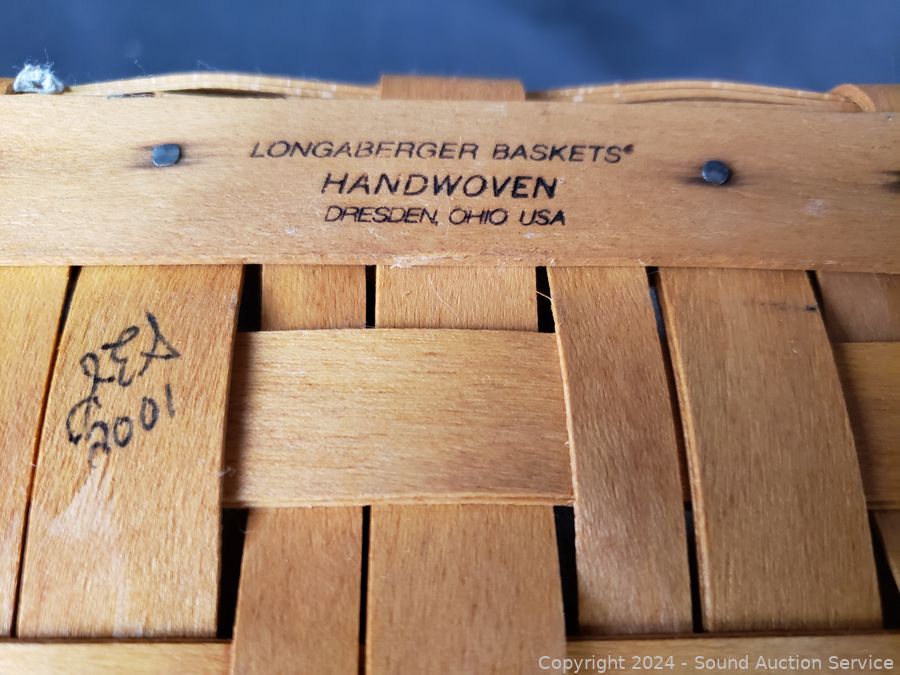 LONGABERGER BASKETS®
HANDWOVEN
DRESDEN, OHIO USA
2001
Copyright 2024 - Sound Auction Service